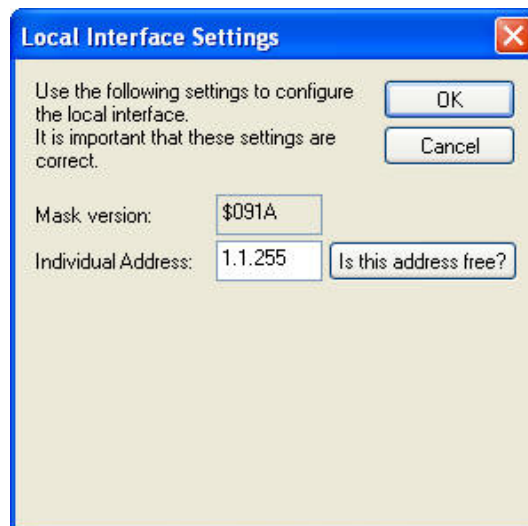 Local Interface Settings
Use the following settings to configure
the local interface.
It is important that these settings are
correct.
OK
Cancel
Mask version: $091A
Individual Address: 1.1.255 Is this address free?